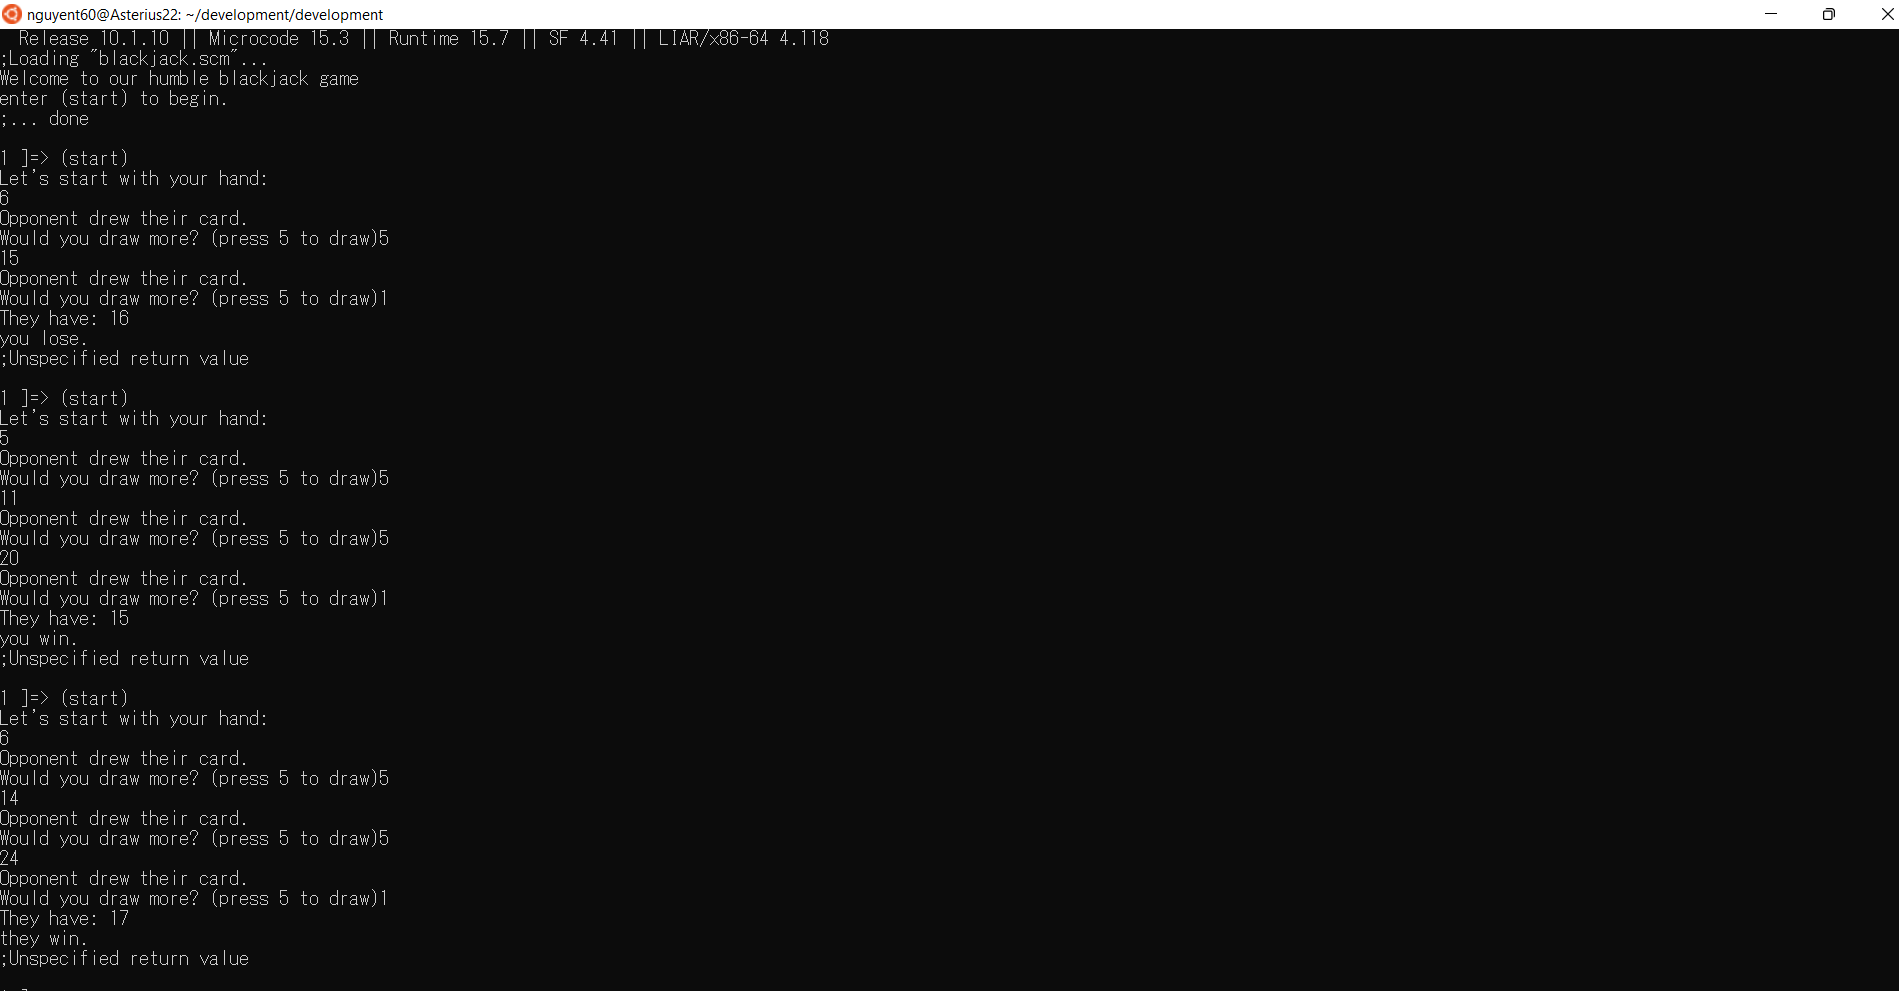 nguyent60@Asterius22: ~/development/development
Release 10.1.10 || Microcode 15.3 || Runtime 15.7 || SF 4.41 || LIAR/x86-64 4.118
;Loading "blackjack.scm"...
Welcome to our humble blackjack game
enter (start) to begin.
;... done
1 ]=> (start)
Let's start with your hand:
6
Opponent drew their card.
Would you draw more? (press 5 to draw)5
15
Opponent drew their card.
Would you draw more? (press 5 to draw)1
They have: 16
you lose.
;Unspecified return value
1 ]=> (start)
Let's start with your hand:
5
Opponent drew their card.
Would you draw more? (press 5 to draw)5
11
Opponent drew their card.
Would you draw more? (press 5 to draw)5
20
Opponent drew their card.
Would you draw more? (press 5 to draw)1
They have: 15
you win.
;Unspecified return value
1 ]=> (start)
Let's start with your hand:
6
Opponent drew their card.
Would you draw more? (press 5 to draw)5
14
Opponent drew their card.
Would you draw more? (press 5 to draw)5
24
Opponent drew their card.
Would you draw more? (press 5 to draw)1
They have: 17
they win.
;Unspecified return value